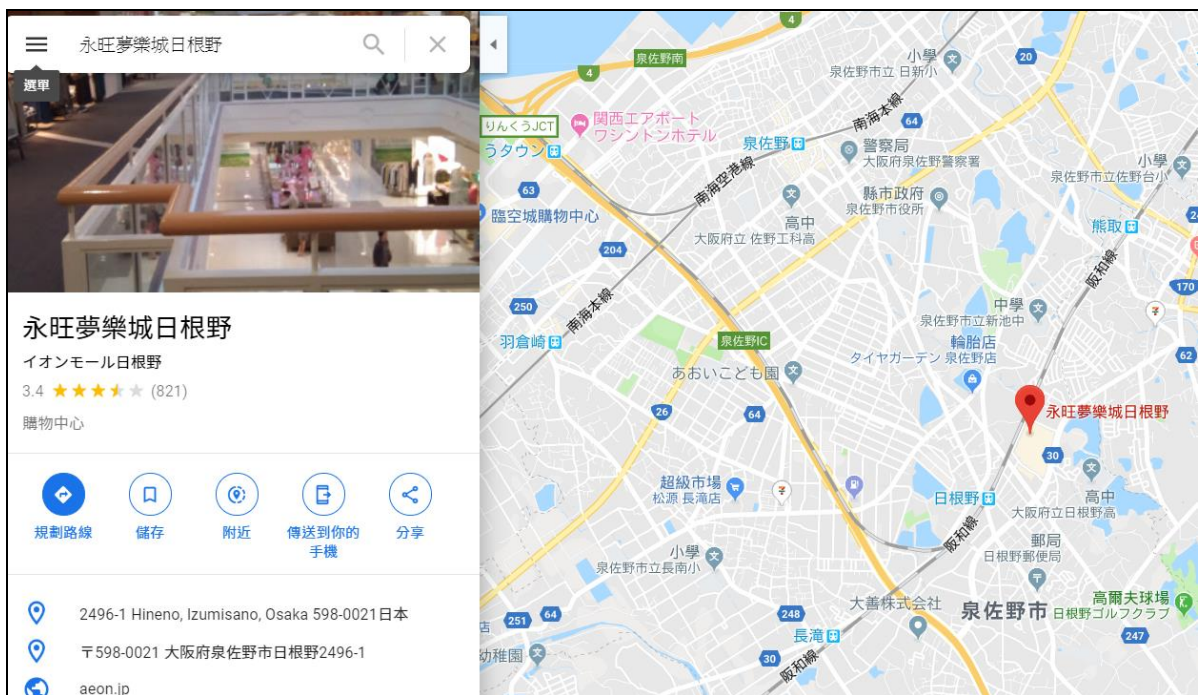 永旺夢樂城日根野
選單
永旺夢樂城日根野
イオンモール日根野
3.4
(821)
購物中心
規劃路線
儲存
附近
傳送到你的
手機
分享
2496-1 Hineno, Izumisano, Osaka 598-0021日本
〒598-0021 大阪府泉佐野市日根野2496-1
aeon.jp
4
泉佐野南
4
小學
泉佐野市立 日新小
20
りんくうJCT
うタウン
関西エアポート
ワシントンホテル
泉佐野
南海本線
64
警察局
大阪府泉佐野警察署
小學
泉佐野市立佐野台小
63
南海空港線
臨空城購物中心
高中
大阪府立 佐野工科高
縣市政府
泉佐野市役所
熊取
204
阪和線
170
250
南海本線
羽倉崎
泉佐野IC
中學
泉佐野市立新池中
輪胎店
タイヤガーデン 泉佐野店
62
あおいこども園
26
64
永旺夢樂城日根野
30
超級市場
松源 長滝店
日根野
高中
大阪府立日根野高
阪和線
小學
泉佐野市立長南小
郵局
日根野郵便局
251
64
248
大善株式会社
泉佐野市
高爾夫球場
日根野ゴルフクラブ
店
幼稚園
長滝
30
阪和線
247